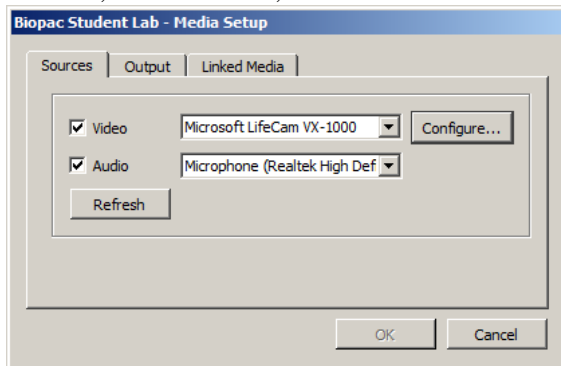 Biopac Student Lab - Media Setup
Sources Output Linked Media
Video Microsoft LifeCam VX-1000 Configure...
Audio Microphone (Realtek High Def
Refresh
OK Cancel